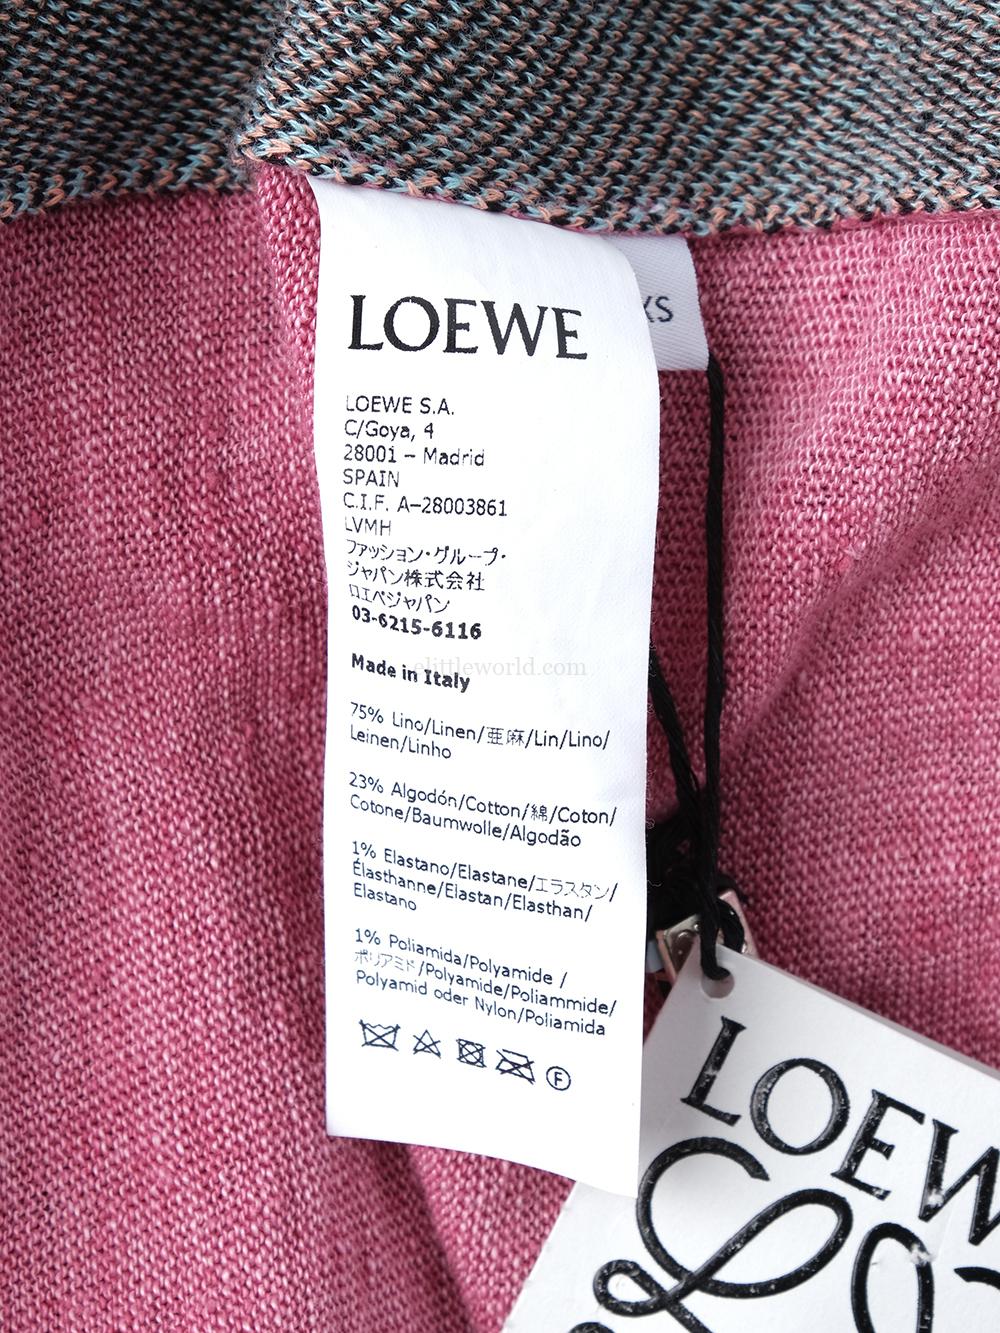 LOEWE
XS
LOEWE S.A.
C/Goya, 4
28001 – Madrid
SPAIN
C.I.F. A–28003861
LVMH
ファッション・グループ・
ジャパン株式会社
ロエベジャパン
03-6215-6116
elittleworld.com
Made in Italy
75% Lino/Linen/亜麻/Lin/Lino/
Leinen/Linho
23% Algodón/Cotton/綿/Coton/
Cotone/Baumwolle/Algodão
1% Elastano/Elastane/エラスタン/
Élasthanne/Elastan/Elasthan/
Elastano
1% Poliamida/Polyamide /
ポリアミド/Polyamide/Poliammide/
Polyamid oder Nylon/Poliamida
F
LOEW